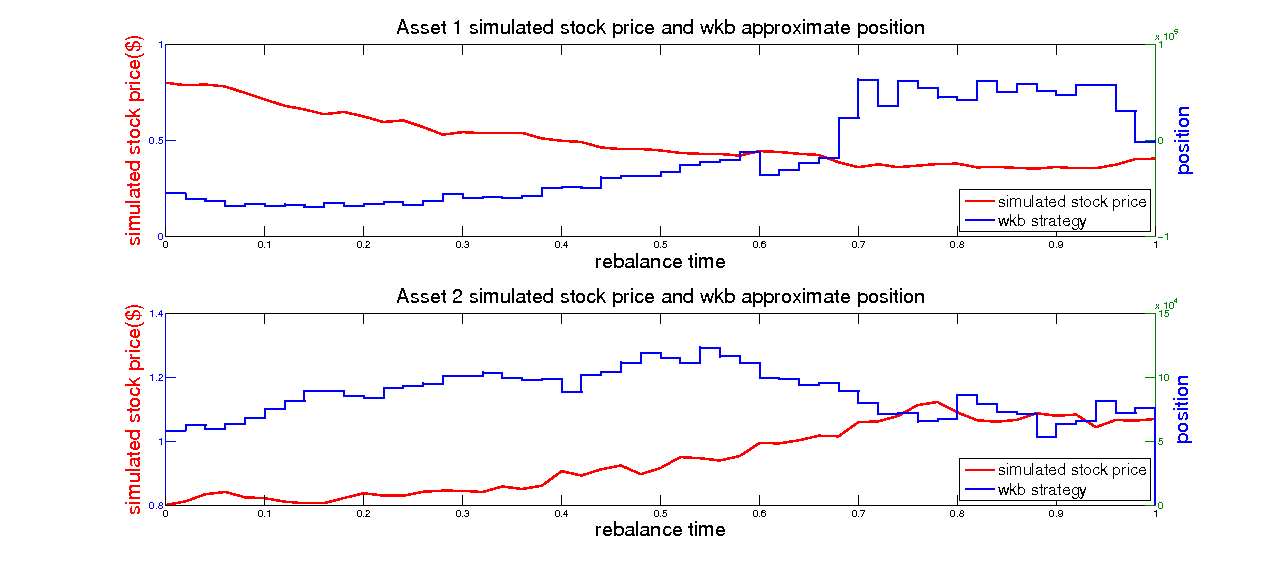 Asset 1 simulated stock price and wkb approximate position
x 10^5
simulated stock price($)
1
0.5
0
1
0
-1
position
simulated stock price
wkb strategy
0 0.1 0.2 0.3 0.4 0.5 0.6 0.7 0.8 0.9 1
rebalance time
Asset 2 simulated stock price and wkb approximate position
x 10^4
simulated stock price($)
1.4
1.2
1
0.8
15
10
5
0
position
simulated stock price
wkb strategy
0 0.1 0.2 0.3 0.4 0.5 0.6 0.7 0.8 0.9 1
rebalance time